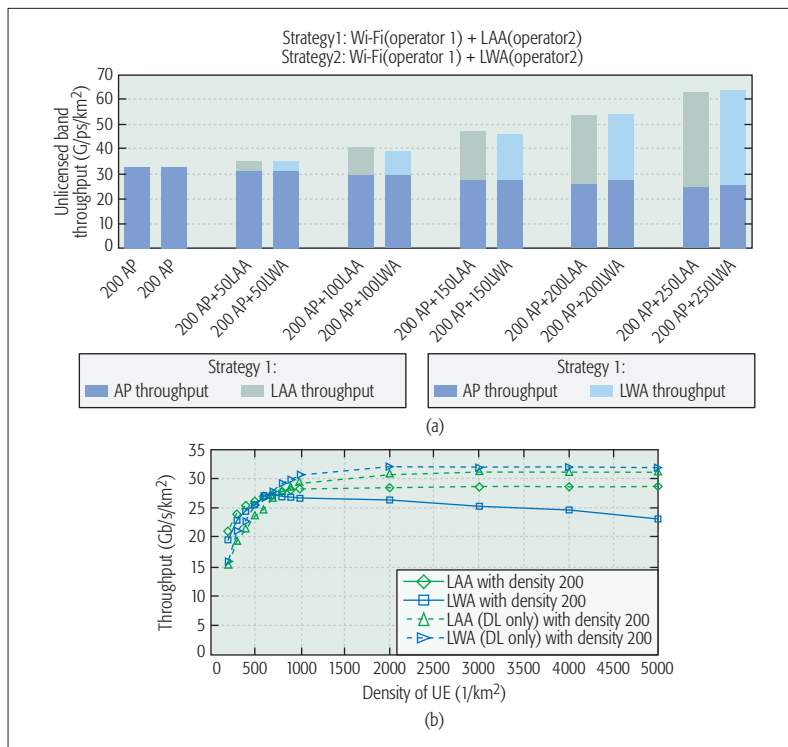 Strategy1: Wi-Fi(operator 1) + LAA(operator2)
Strategy2: Wi-Fi(operator 1) + LWA(operator2)
Unlicensed band
throughput (G/ps/km2)
70
60
50
40
30
20
10
0
200 AP
200 AP
200 AP+50LAA
200 AP+50LWA
200 AP+100LAA
200 AP+100LWA
200 AP+150LAA
200 AP+150LWA
200 AP+200LAA
200 AP+200LWA
200 AP+250LAA
200 AP+250LWA
Strategy 1:
AP throughput LAA throughput
Strategy 1:
AP throughput LWA throughput
(a)
Throughput (Gb/s/km2)
35
30
25
20
15
10
5
0
LAA with density 200
LWA with density 200
LAA (DL only) with density 200
LWA (DL only) with density 200
0 500 1000 1500 2000 2500 3000 3500 4000 4500 5000
Density of UE (1/km2)
(b)